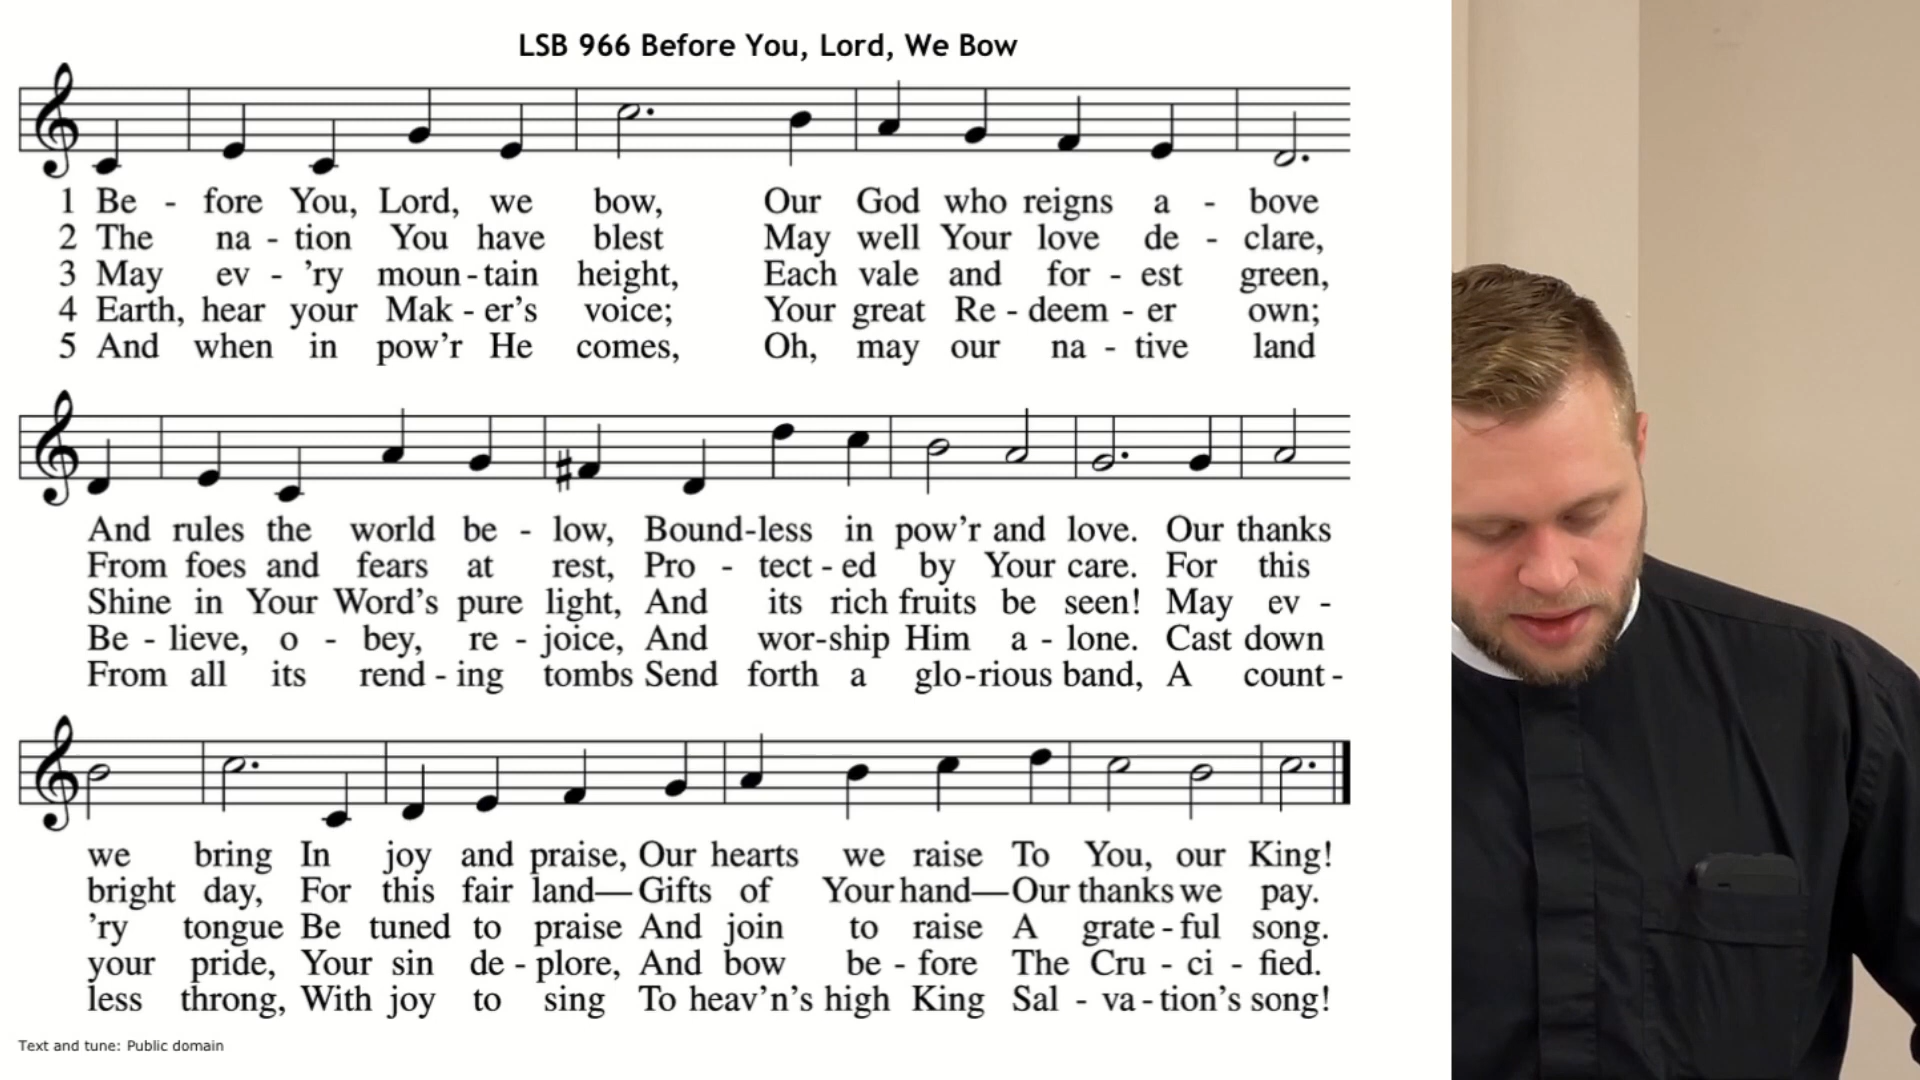 LSB 966 Before You, Lord, We Bow
1 Be - fore You, Lord, we bow, Our God who reigns a - bove
2 The na - tion You have blest May well Your love de - clare,
3 May ev - 'ry moun - tain height, Each vale and for - est green,
4 Earth, hear your Mak - er's voice; Your great Re - deem - er own;
5 And when in pow'r He comes, Oh, may our na - tive land
And rules the world be - low, Bound-less in pow'r and love. Our thanks
From foes and fears at rest, Pro - tect - ed by Your care. For this
Shine in Your Word's pure light, And its rich fruits be seen! May ev -
Be - lieve, o - bey, re - joice, And wor-ship Him a - lone. Cast down
From all its rend - ing tombs Send forth a glo-rious band, A count -
we bring In joy and praise, Our hearts we raise To You, our King!
bright day, For this fair land—Gifts of Your hand—Our thanks we pay.
'ry tongue Be tuned to praise And join to raise A grate - ful song.
your pride, Your sin de - plore, And bow be - fore The Cru - ci - fied.
less throng, With joy to sing To heav'n's high King Sal - va - tion's song!
Text and tune: Public domain